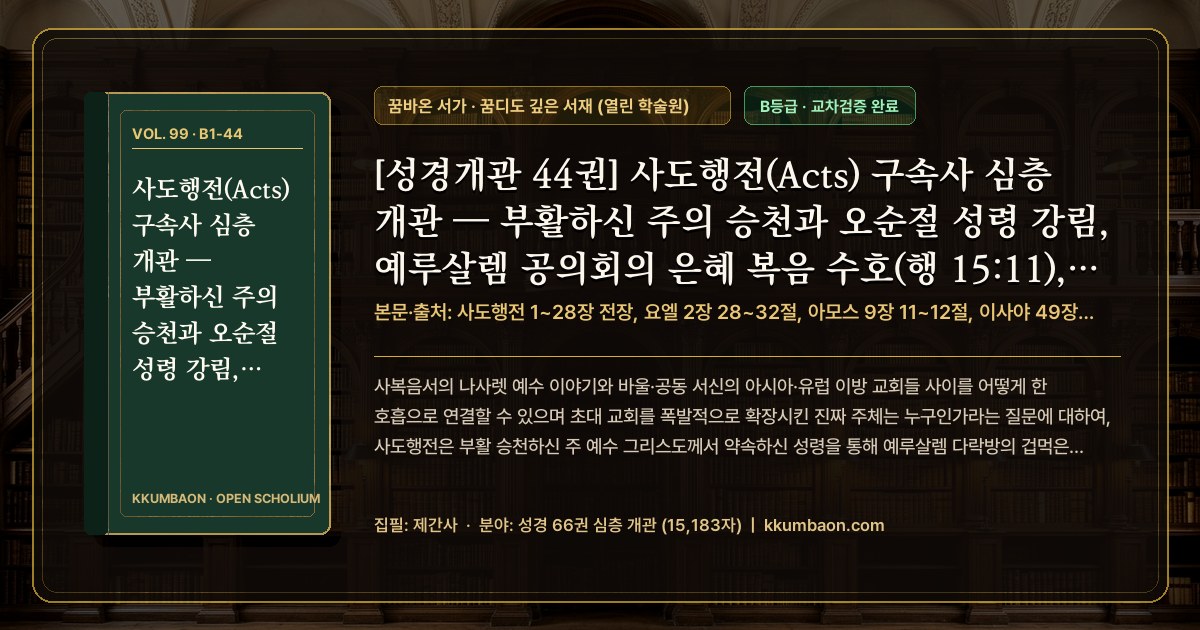 VOL. 99 · B1-44
사도행전(Acts)
구속사 심층
개관 —
부활하신 주의
승천과 오순절
성령 강림,…
KKUMBAON · OPEN SCHOLIUM
꿈바온 서가 · 꿈디도 깊은 서재 (열린 학술원)
B등급 · 교차검증 완료
[성경개관 44권] 사도행전(Acts) 구속사 심층
개관 — 부활하신 주의 승천과 오순절 성령 강림,
예루살렘 공의회의 은혜 복음 수호(행 15:11),…
본문·출처: 사도행전 1~28장 전장, 요엘 2장 28~32절, 아모스 9장 11~12절, 이사야 49장...
사복음서의 나사렛 예수 이야기와 바울·공동 서신의 아시아·유럽 이방 교회들 사이를 어떻게 한
호흡으로 연결할 수 있으며 초대 교회를 폭발적으로 확장시킨 진짜 주체는 누구인가라는 질문에 대하여,
사도행전은 부활 승천하신 주 예수 그리스도께서 약속하신 성령을 통해 예루살렘 다락방의 겁먹은...
집필: 제간사 · 분야: 성경 66권 심층 개관 (15,183자) | kkumbaon.com